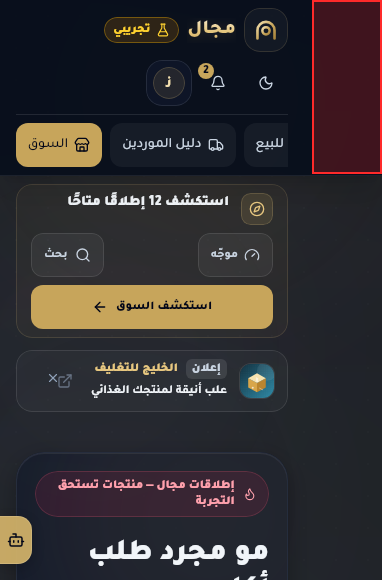 مجال
تجريبي
2
ز
للبيع
دليل الموردين
السوق
استكشف 12 إطلاقًا متاحًا
موجّه
بحث
استكشف السوق
إعلان الخليج للتغليف
علب أنيقة لمنتجك الغذائي
إطلاقات مجال – منتجات تستحق
التجربة
مو مجرد طلب